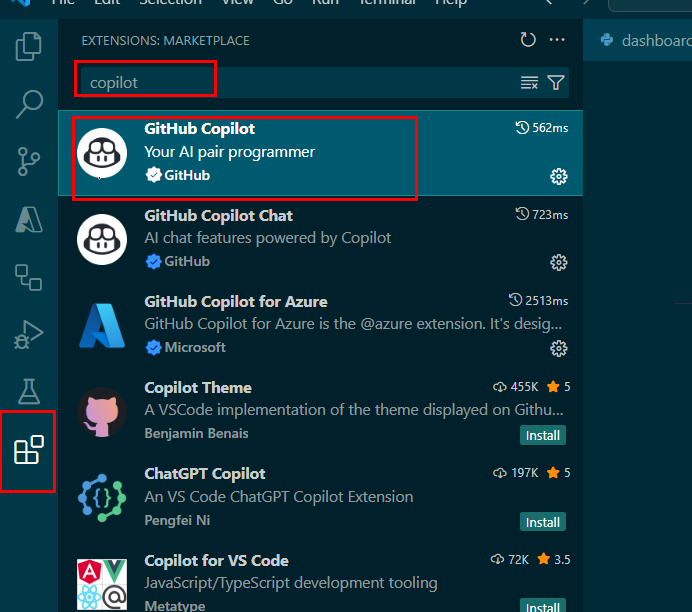 File Edit Selection View Go Run Terminal Help
EXTENSIONS: MARKETPLACE
dashboard
copilot
GitHub Copilot
562ms
Your AI pair programmer
GitHub
GitHub Copilot Chat
723ms
AI chat features powered by Copilot
GitHub
GitHub Copilot for Azure
2513ms
GitHub Copilot for Azure is the @azure extension. It's desig...
Microsoft
Copilot Theme
455K 5
A VSCode implementation of the theme displayed on Githu...
Benjamin Benais
Install
ChatGPT Copilot
197K 5
An VS Code ChatGPT Copilot Extension
Pengfei Ni
Install
Copilot for VS Code
72K 3.5
JavaScript/TypeScript development tooling
Metatype
Install